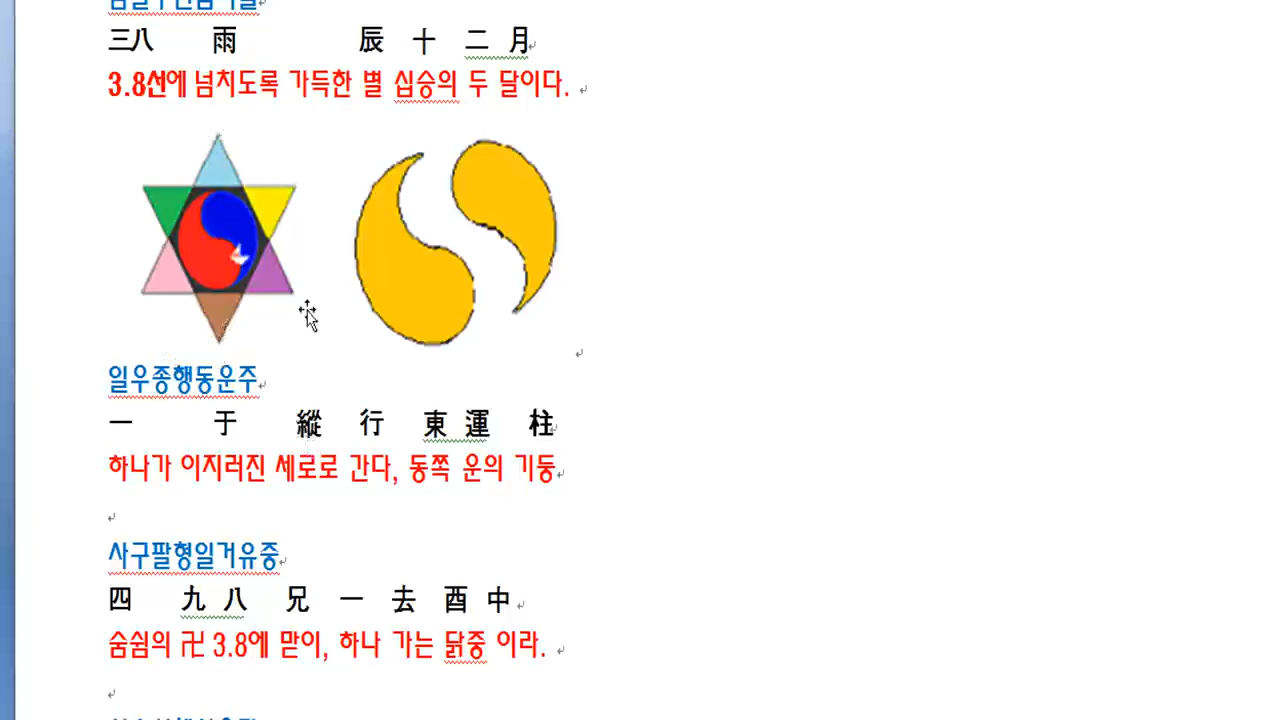 三八 雨 辰 十 二 月
3.8선에 넘치도록 가득한 별 십승의 두 달이다.
일우종행동운주
一 于 縱 行 東 運 柱
하나가 이지러진 세로로 간다, 동쪽 운의 기둥
사구팔형일거유중
四 九 八 兄 一 去 酉 中
숨쉼의 卍 3.8에 맏이, 하나 가는 닭중 이라.